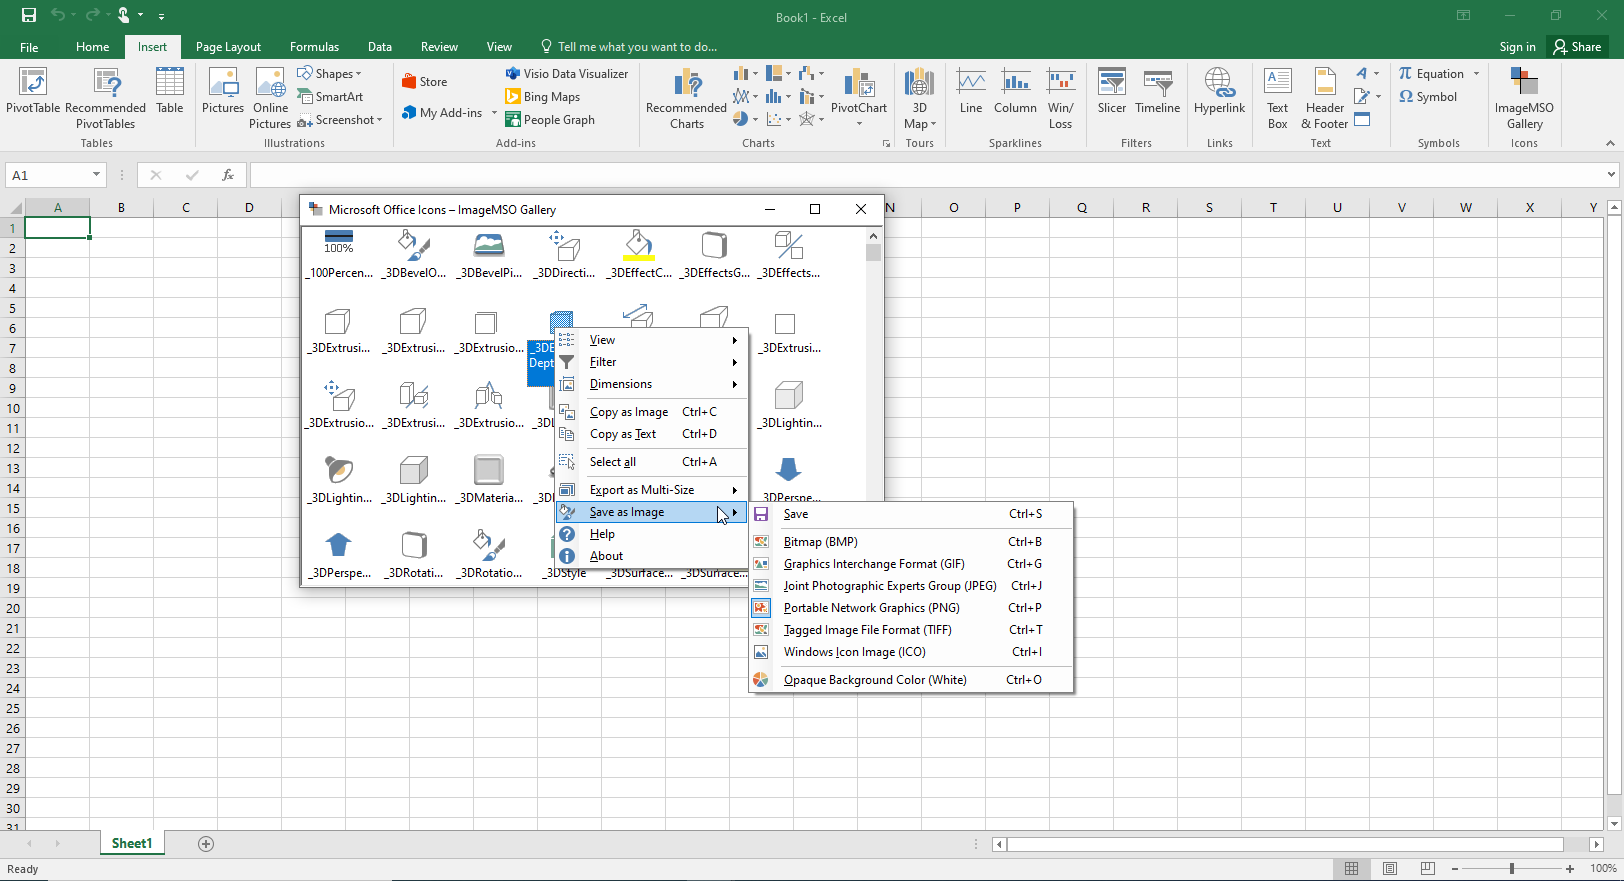 Book1 - Excel
File Home Insert Page Layout Formulas Data Review View Tell me what you want to do... Sign in Share
PivotTable
Recommended PivotTables
Table
Tables
Pictures
Online Pictures
Shapes
SmartArt
Screenshot
Illustrations
Store
My Add-ins
Visio Data Visualizer
Bing Maps
People Graph
Add-ins
Recommended Charts
PivotChart
Charts
3D Map
Tours
Line
Column
Win/ Loss
Sparklines
Slicer
Timeline
Filters
Hyperlink
Links
Text Box
Header & Footer
Text
Equation
Symbol
Symbols
ImageMSO Gallery
Icons
A1 fx
A B C D N O P Q R S T U V W X Y
1
2
3
4
5
6
7
8
9
10
11
12
13
14
15
16
17
18
19
20
21
22
23
24
25
26
27
28
29
30
31
Microsoft Office Icons – ImageMSO Gallery
100%
_100Percen... _3DBevelO... _3DBevelPi... _3DDirecti... _3DEffectC... _3DEffectsG... _3DEffects...
_3DExtrusi... _3DExtrusi... _3DExtrusio... _3DE _3DExtrusi...
Dept
_3DExtrusio... _3DExtrusi... _3DExtrusio... _3DL _3DLightin...
_3DLightin... _3DLightin... _3DMateria... 3DPerspe...
_3DPerspe... _3DRotati... _3DRotatio... _3DStyle _3DSurface... _3DSurface...
View
Filter
Dimensions
Copy as Image Ctrl+C
Copy as Text Ctrl+D
Select all Ctrl+A
Export as Multi-Size
Save as Image
Help
About
Save Ctrl+S
Bitmap (BMP) Ctrl+B
Graphics Interchange Format (GIF) Ctrl+G
Joint Photographic Experts Group (JPEG) Ctrl+J
Portable Network Graphics (PNG) Ctrl+P
Tagged Image File Format (TIFF) Ctrl+T
Windows Icon Image (ICO) Ctrl+I
Opaque Background Color (White) Ctrl+O
Sheet1
Ready 100%